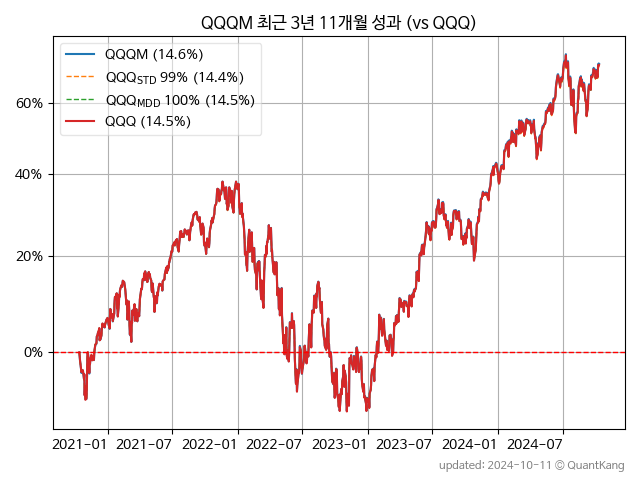 QQQM 최근 3년 11개월 성과 (vs QQQ)
QQQM (14.6%)
QQQSTD 99% (14.4%)
QQQMDD 100% (14.5%)
QQQ (14.5%)
60%
40%
20%
0%
2021-01 2021-07 2022-01 2022-07 2023-01 2023-07 2024-01 2024-07
updated: 2024-10-11 © QuantKang